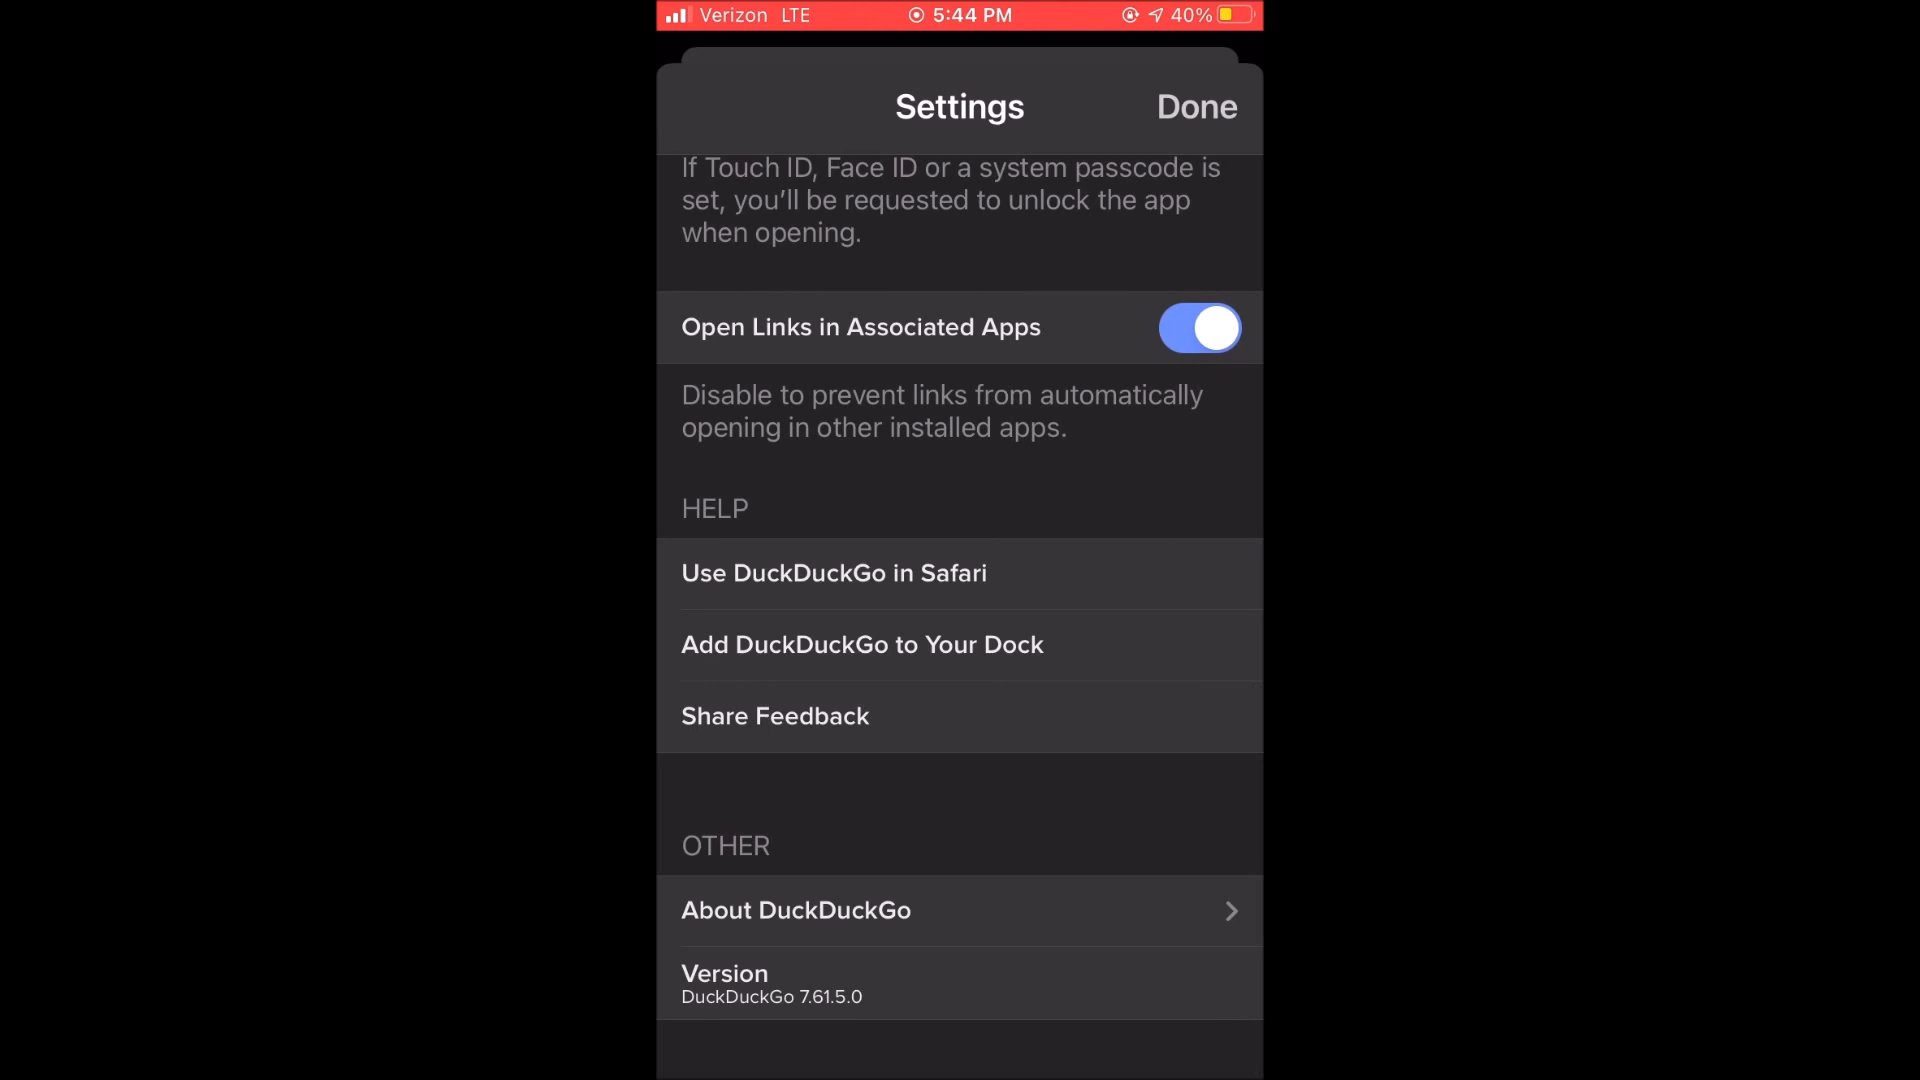 Verizon LTE 5:44 PM 40%
Settings Done
If Touch ID, Face ID or a system passcode is
set, you’ll be requested to unlock the app
when opening.
Open Links in Associated Apps
Disable to prevent links from automatically
opening in other installed apps.
HELP
Use DuckDuckGo in Safari
Add DuckDuckGo to Your Dock
Share Feedback
OTHER
About DuckDuckGo
Version
DuckDuckGo 7.61.5.0